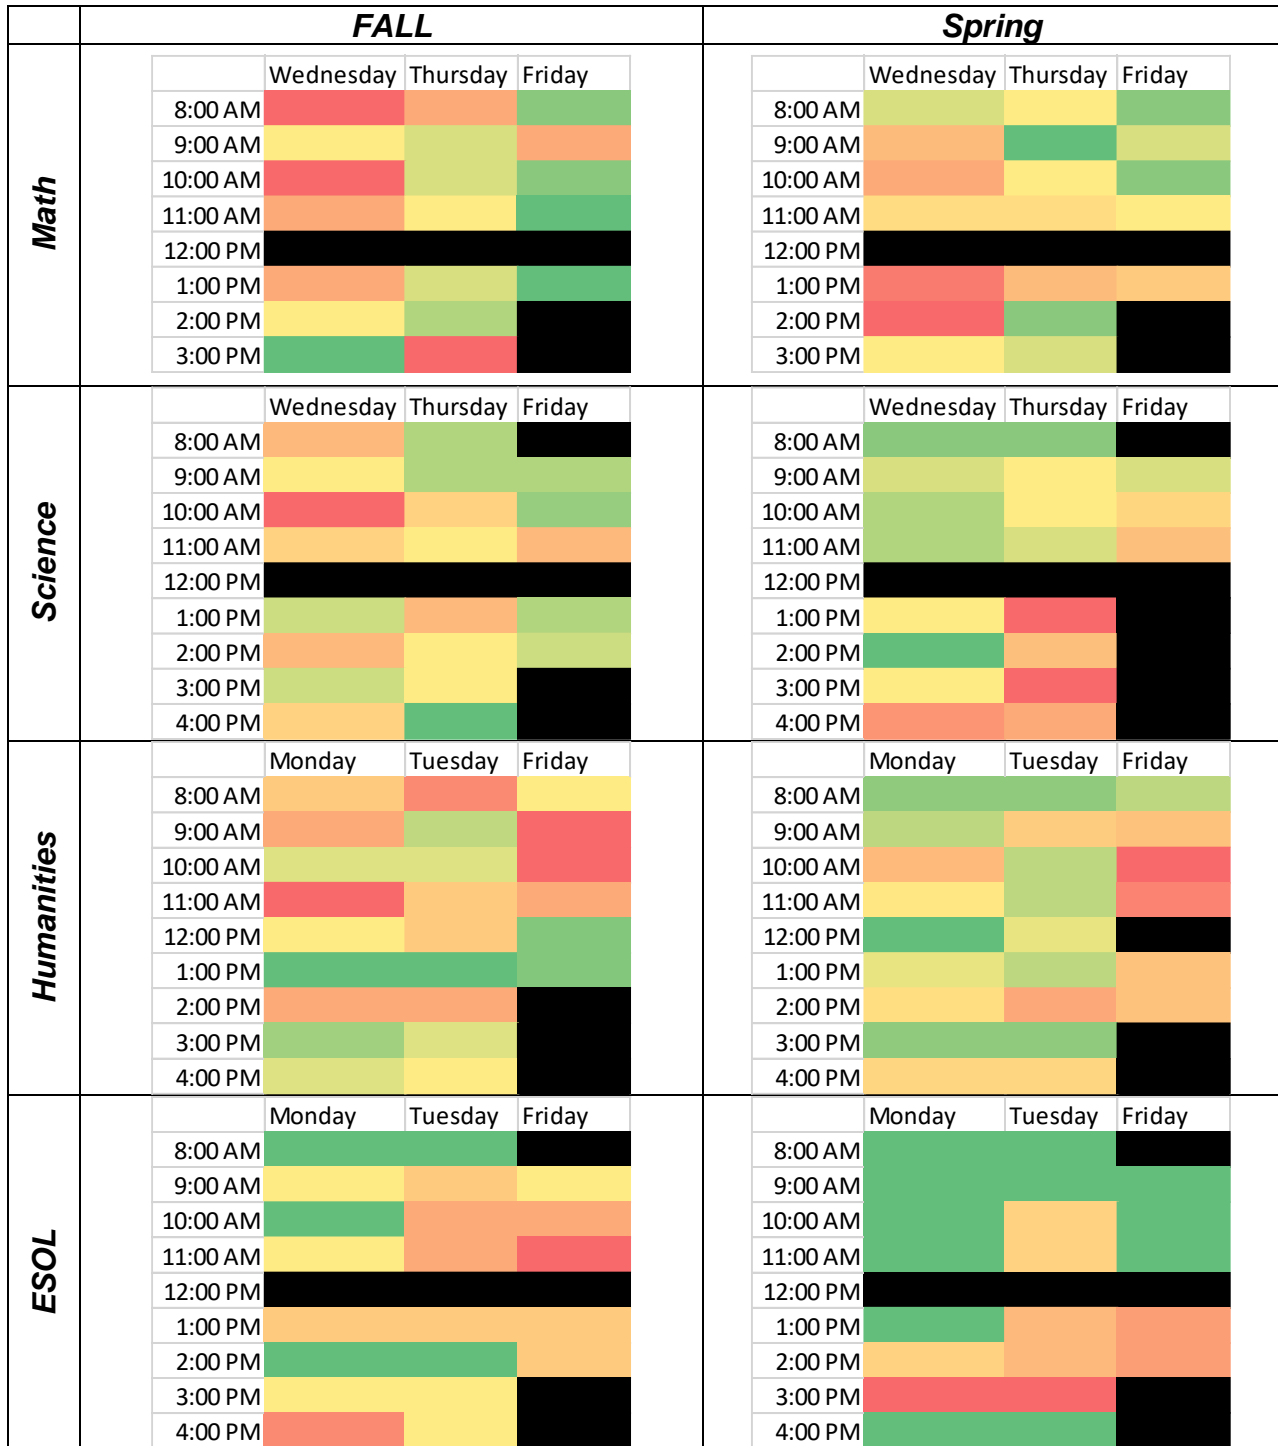 FALL Spring
Math
Wednesday Thursday Friday Wednesday Thursday Friday
8:00 AM 8:00 AM
9:00 AM 9:00 AM
10:00 AM 10:00 AM
11:00 AM 11:00 AM
12:00 PM 12:00 PM
1:00 PM 1:00 PM
2:00 PM 2:00 PM
3:00 PM 3:00 PM
Science
Wednesday Thursday Friday Wednesday Thursday Friday
8:00 AM 8:00 AM
9:00 AM 9:00 AM
10:00 AM 10:00 AM
11:00 AM 11:00 AM
12:00 PM 12:00 PM
1:00 PM 1:00 PM
2:00 PM 2:00 PM
3:00 PM 3:00 PM
4:00 PM 4:00 PM
Humanities
Monday Tuesday Friday Monday Tuesday Friday
8:00 AM 8:00 AM
9:00 AM 9:00 AM
10:00 AM 10:00 AM
11:00 AM 11:00 AM
12:00 PM 12:00 PM
1:00 PM 1:00 PM
2:00 PM 2:00 PM
3:00 PM 3:00 PM
4:00 PM 4:00 PM
ESOL
Monday Tuesday Friday Monday Tuesday Friday
8:00 AM 8:00 AM
9:00 AM 9:00 AM
10:00 AM 10:00 AM
11:00 AM 11:00 AM
12:00 PM 12:00 PM
1:00 PM 1:00 PM
2:00 PM 2:00 PM
3:00 PM 3:00 PM
4:00 PM 4:00 PM